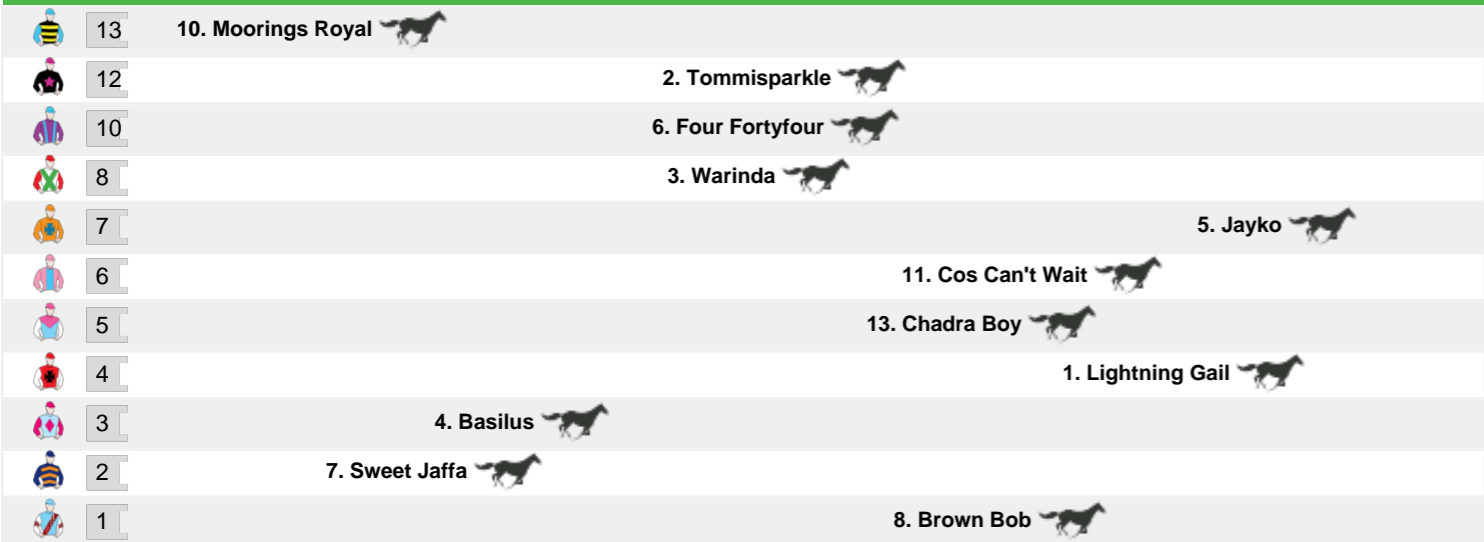 13 10. Moorings Royal
12 2. Tommisparkle
10 6. Four Fortyfour
8 3. Warinda
7 5. Jayko
6 11. Cos Can't Wait
5 13. Chadra Boy
4 1. Lightning Gail
3 4. Basilus
2 7. Sweet Jaffa
1 8. Brown Bob